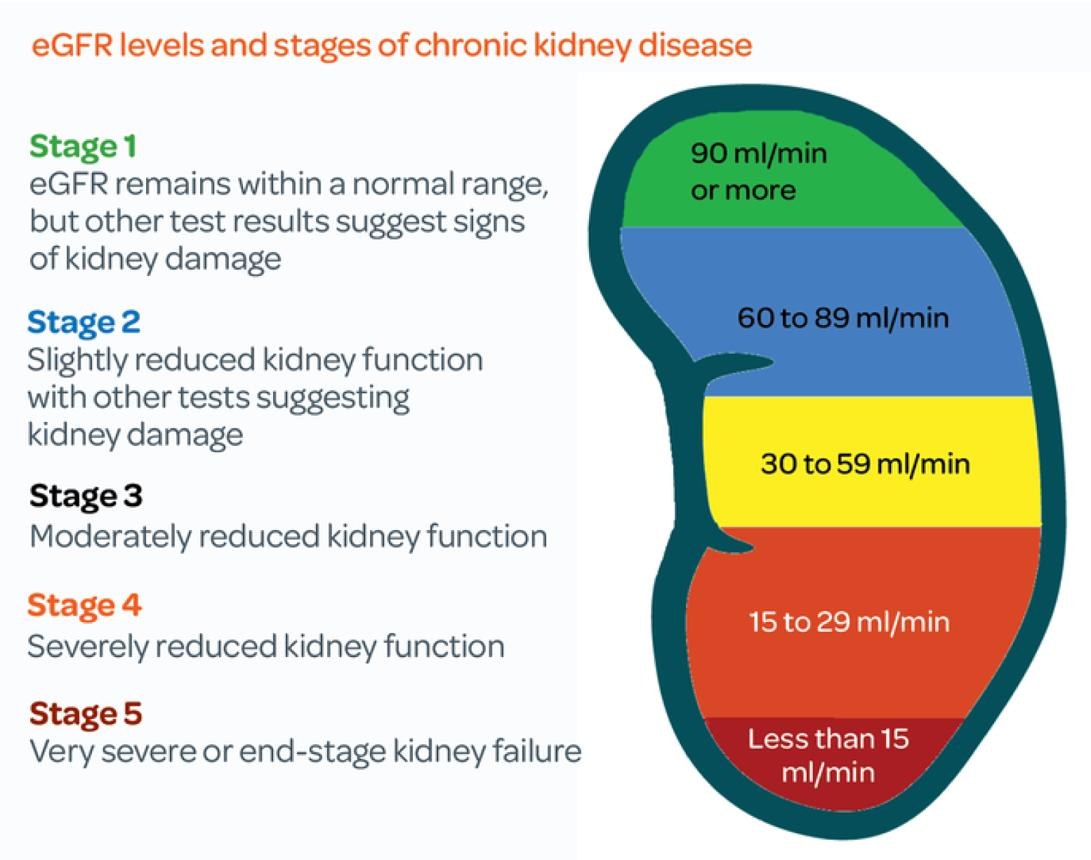 eGFR levels and stages of chronic kidney disease
Stage 1
eGFR remains within a normal range,
but other test results suggest signs
of kidney damage
Stage 2
Slightly reduced kidney function
with other tests suggesting
kidney damage
Stage 3
Moderately reduced kidney function
Stage 4
Severely reduced kidney function
Stage 5
Very severe or end-stage kidney failure
90 ml/min
or more
60 to 89 ml/min
30 to 59 ml/min
15 to 29 ml/min
Less than 15
ml/min